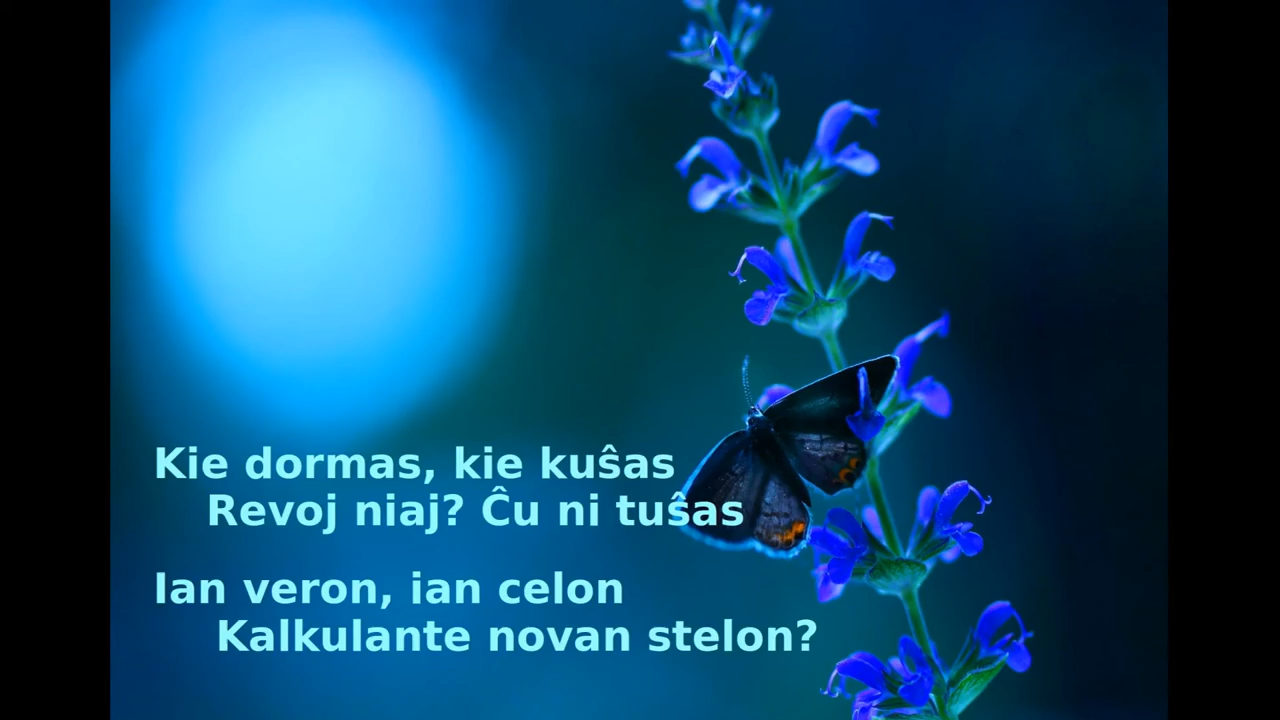 Kie dormas, kie kuŝas
Revoj niaj? Ĉu ni tuŝas
Ian veron, ian celon
Kalkulante novan stelon?